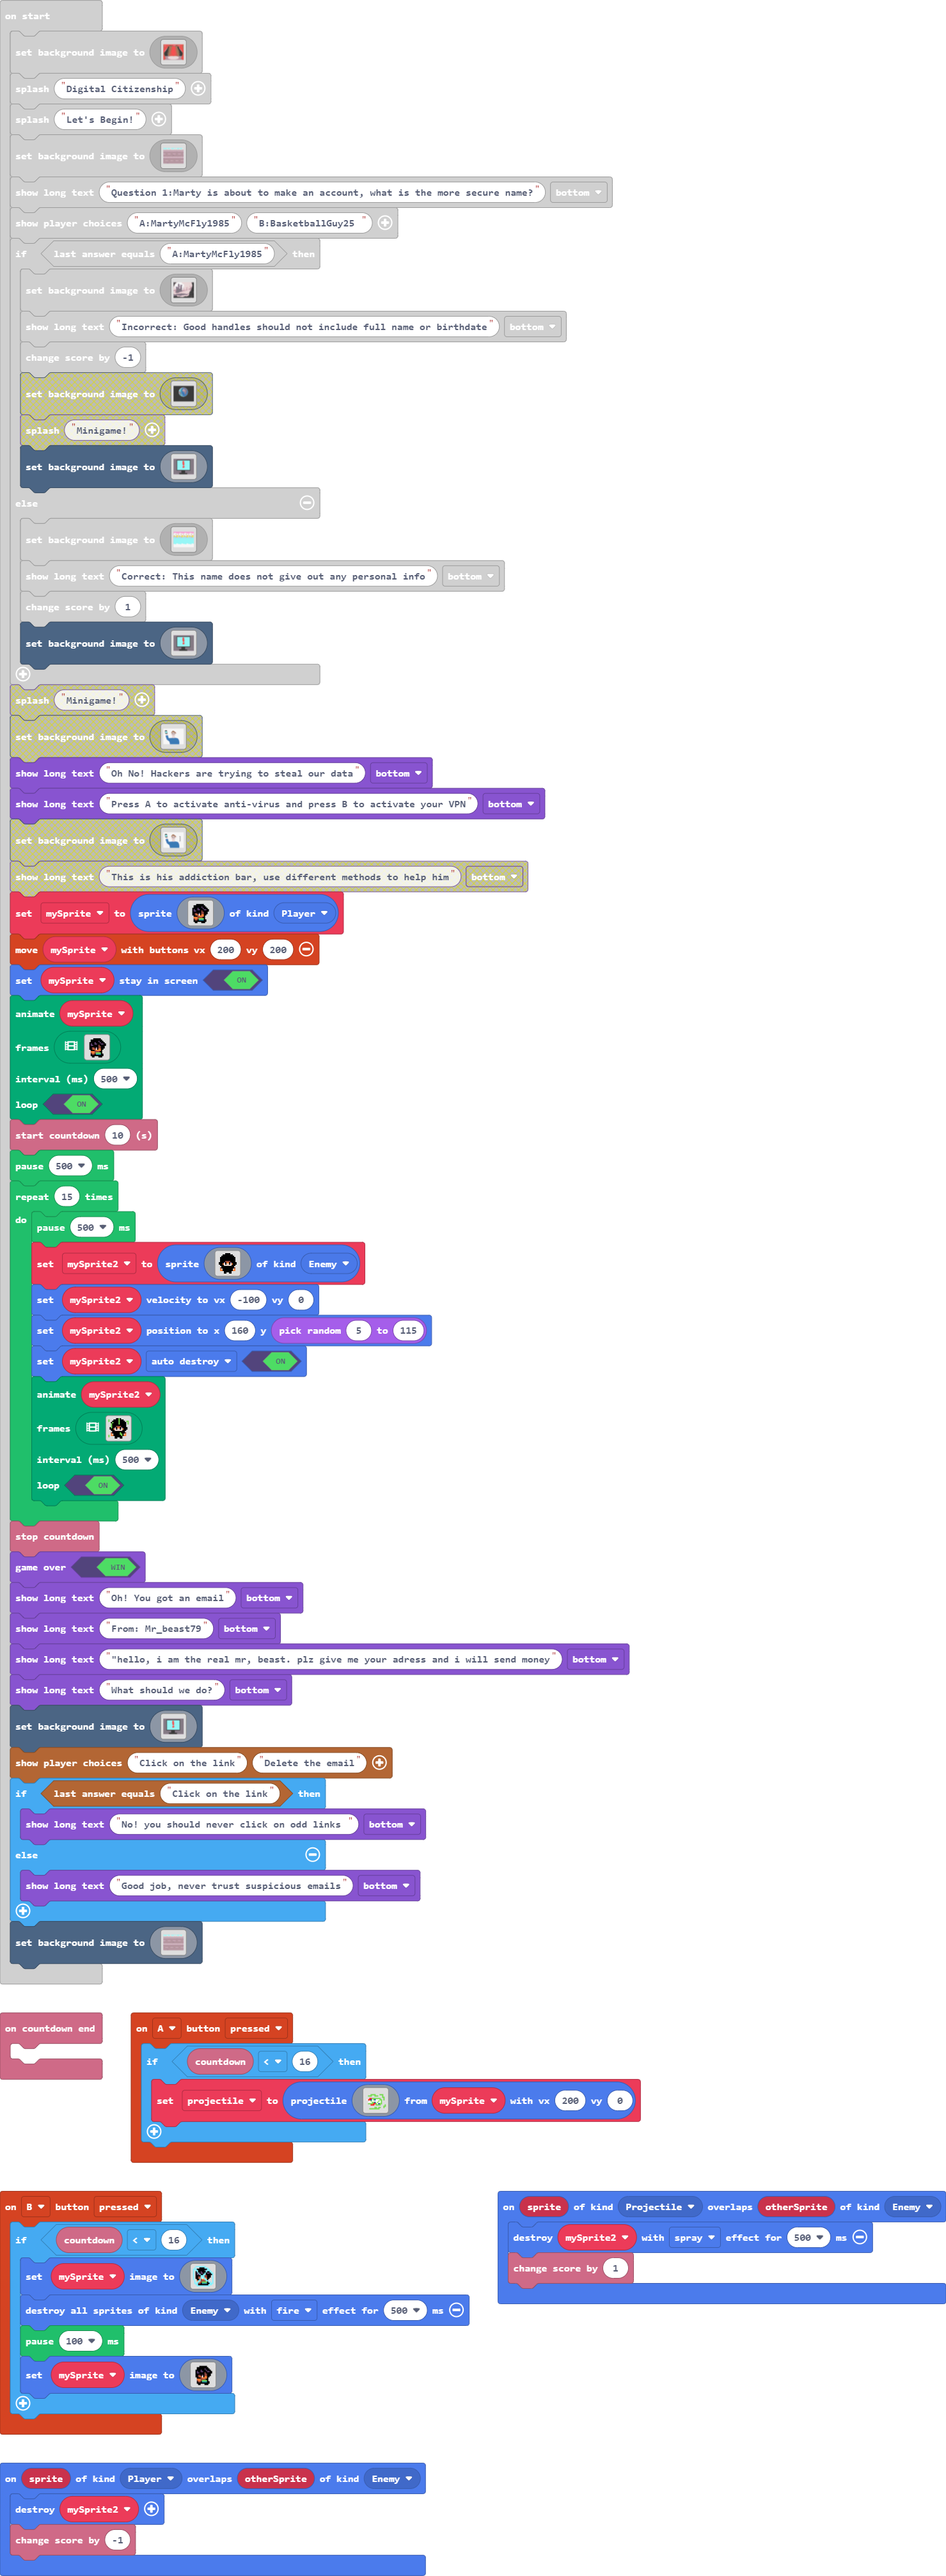 on start
set background image to
splash "Digital Citizenship"
splash "Let's Begin!"
set background image to
show long text "Question 1:Marty is about to make an account, what is the more secure name?" bottom
show player choices "A:MartyMcFly1985" "B:BasketballGuy25 "
if last answer equals "A:MartyMcFly1985" then
set background image to
show long text "Incorrect: Good handles should not include full name or birthdate" bottom
change score by -1
set background image to
splash "Minigame!"
set background image to
else
set background image to
show long text "Correct: This name does not give out any personal info" bottom
change score by 1
set background image to
splash "Minigame!"
set background image to
show long text "Oh No! Hackers are trying to steal our data" bottom
show long text "Press A to activate anti-virus and press B to activate your VPN" bottom
set background image to
show long text "This is his addiction bar, use different methods to help him" bottom
set mySprite to sprite of kind Player
move mySprite with buttons vx 200 vy 200
set mySprite stay in screen ON
animate mySprite
frames
interval (ms) 500
loop ON
start countdown 10 (s)
pause 500 ms
repeat 15 times
do
pause 500 ms
set mySprite2 to sprite of kind Enemy
set mySprite2 velocity to vx -100 vy 0
set mySprite2 position to x 160 y pick random 5 to 115
set mySprite2 auto destroy ON
animate mySprite2
frames
interval (ms) 500
loop ON
stop countdown
game over WIN
show long text "Oh! You got an email" bottom
show long text "From: Mr_beast79" bottom
show long text ""hello, i am the real mr, beast. plz give me your adress and i will send money" bottom
show long text "What should we do?" bottom
set background image to
show player choices "Click on the link" "Delete the email"
if last answer equals "Click on the link" then
show long text "No! you should never click on odd links " bottom
else
show long text "Good job, never trust suspicious emails" bottom
set background image to
on countdown end
on A button pressed
if countdown < 16 then
set projectile to projectile from mySprite with vx 200 vy 0
on B button pressed
if countdown < 16 then
set mySprite image to
destroy all sprites of kind Enemy with fire effect for 500 ms
pause 100 ms
set mySprite image to
on sprite of kind Projectile overlaps otherSprite of kind Enemy
destroy mySprite2 with spray effect for 500 ms
change score by 1
on sprite of kind Player overlaps otherSprite of kind Enemy
destroy mySprite2
change score by -1